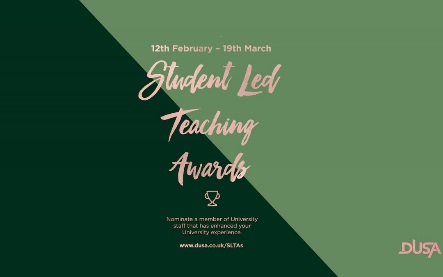 12th February – 19th March
Student Led
Teaching
Awards
Nominate a member of University
staff that has enhanced your
University experience.
www.dusa.co.uk/SLTAs
DUSA